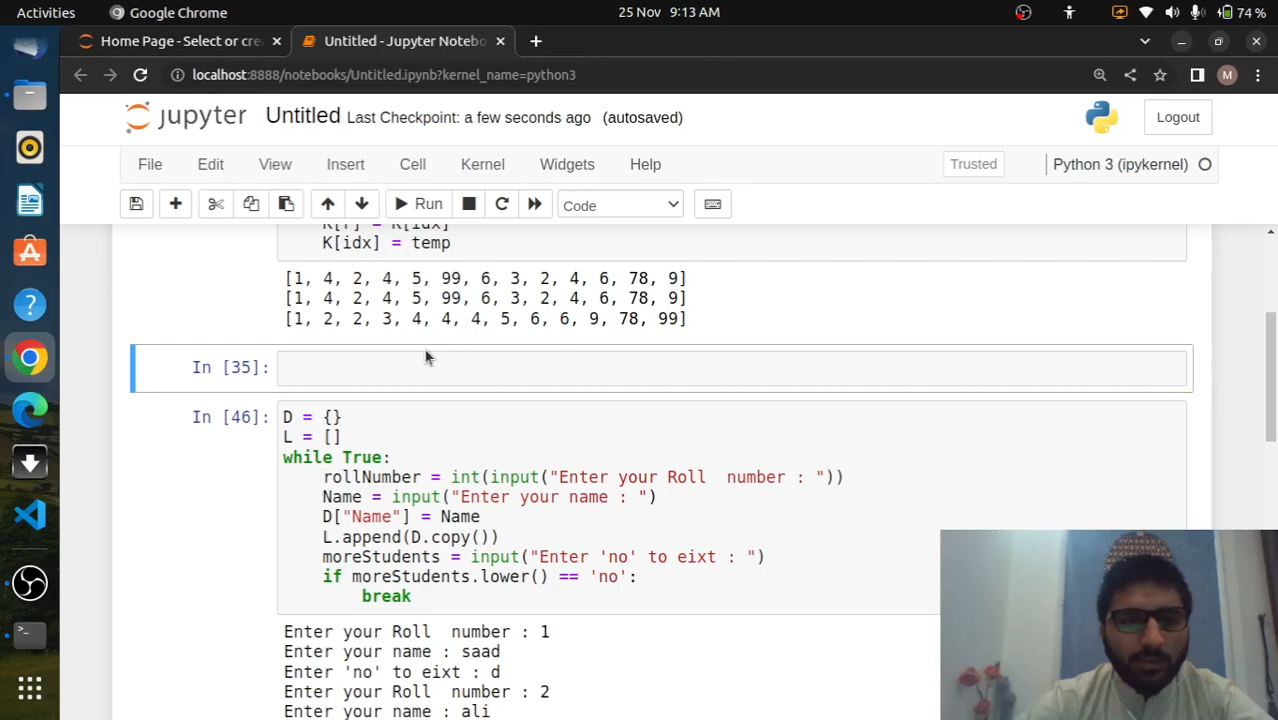 Activities
Google Chrome
25 Nov 9:13 AM
74 %
Home Page - Select or cre
Untitled - Jupyter Notebo
localhost:8888/notebooks/Untitled.ipynb?kernel_name=python3
M
jupyter
Untitled Last Checkpoint: a few seconds ago (autosaved)
Logout
File Edit View Insert Cell Kernel Widgets Help
Trusted
Python 3 (ipykernel)
Run
Code
K[idx] = temp
[1, 4, 2, 4, 5, 99, 6, 3, 2, 4, 6, 78, 9]
[1, 4, 2, 4, 5, 99, 6, 3, 2, 4, 6, 78, 9]
[1, 2, 2, 3, 4, 4, 4, 5, 6, 6, 9, 78, 99]
In [35]:
In [46]:
D = {}
L = []
while True:
rollNumber = int(input("Enter your Roll  number : "))
Name = input("Enter your name : ")
D["Name"] = Name
L.append(D.copy())
moreStudents = input("Enter 'no' to eixt : ")
if moreStudents.lower() == 'no':
break
Enter your Roll  number : 1
Enter your name : saad
Enter 'no' to eixt : d
Enter your Roll  number : 2
Enter your name : ali